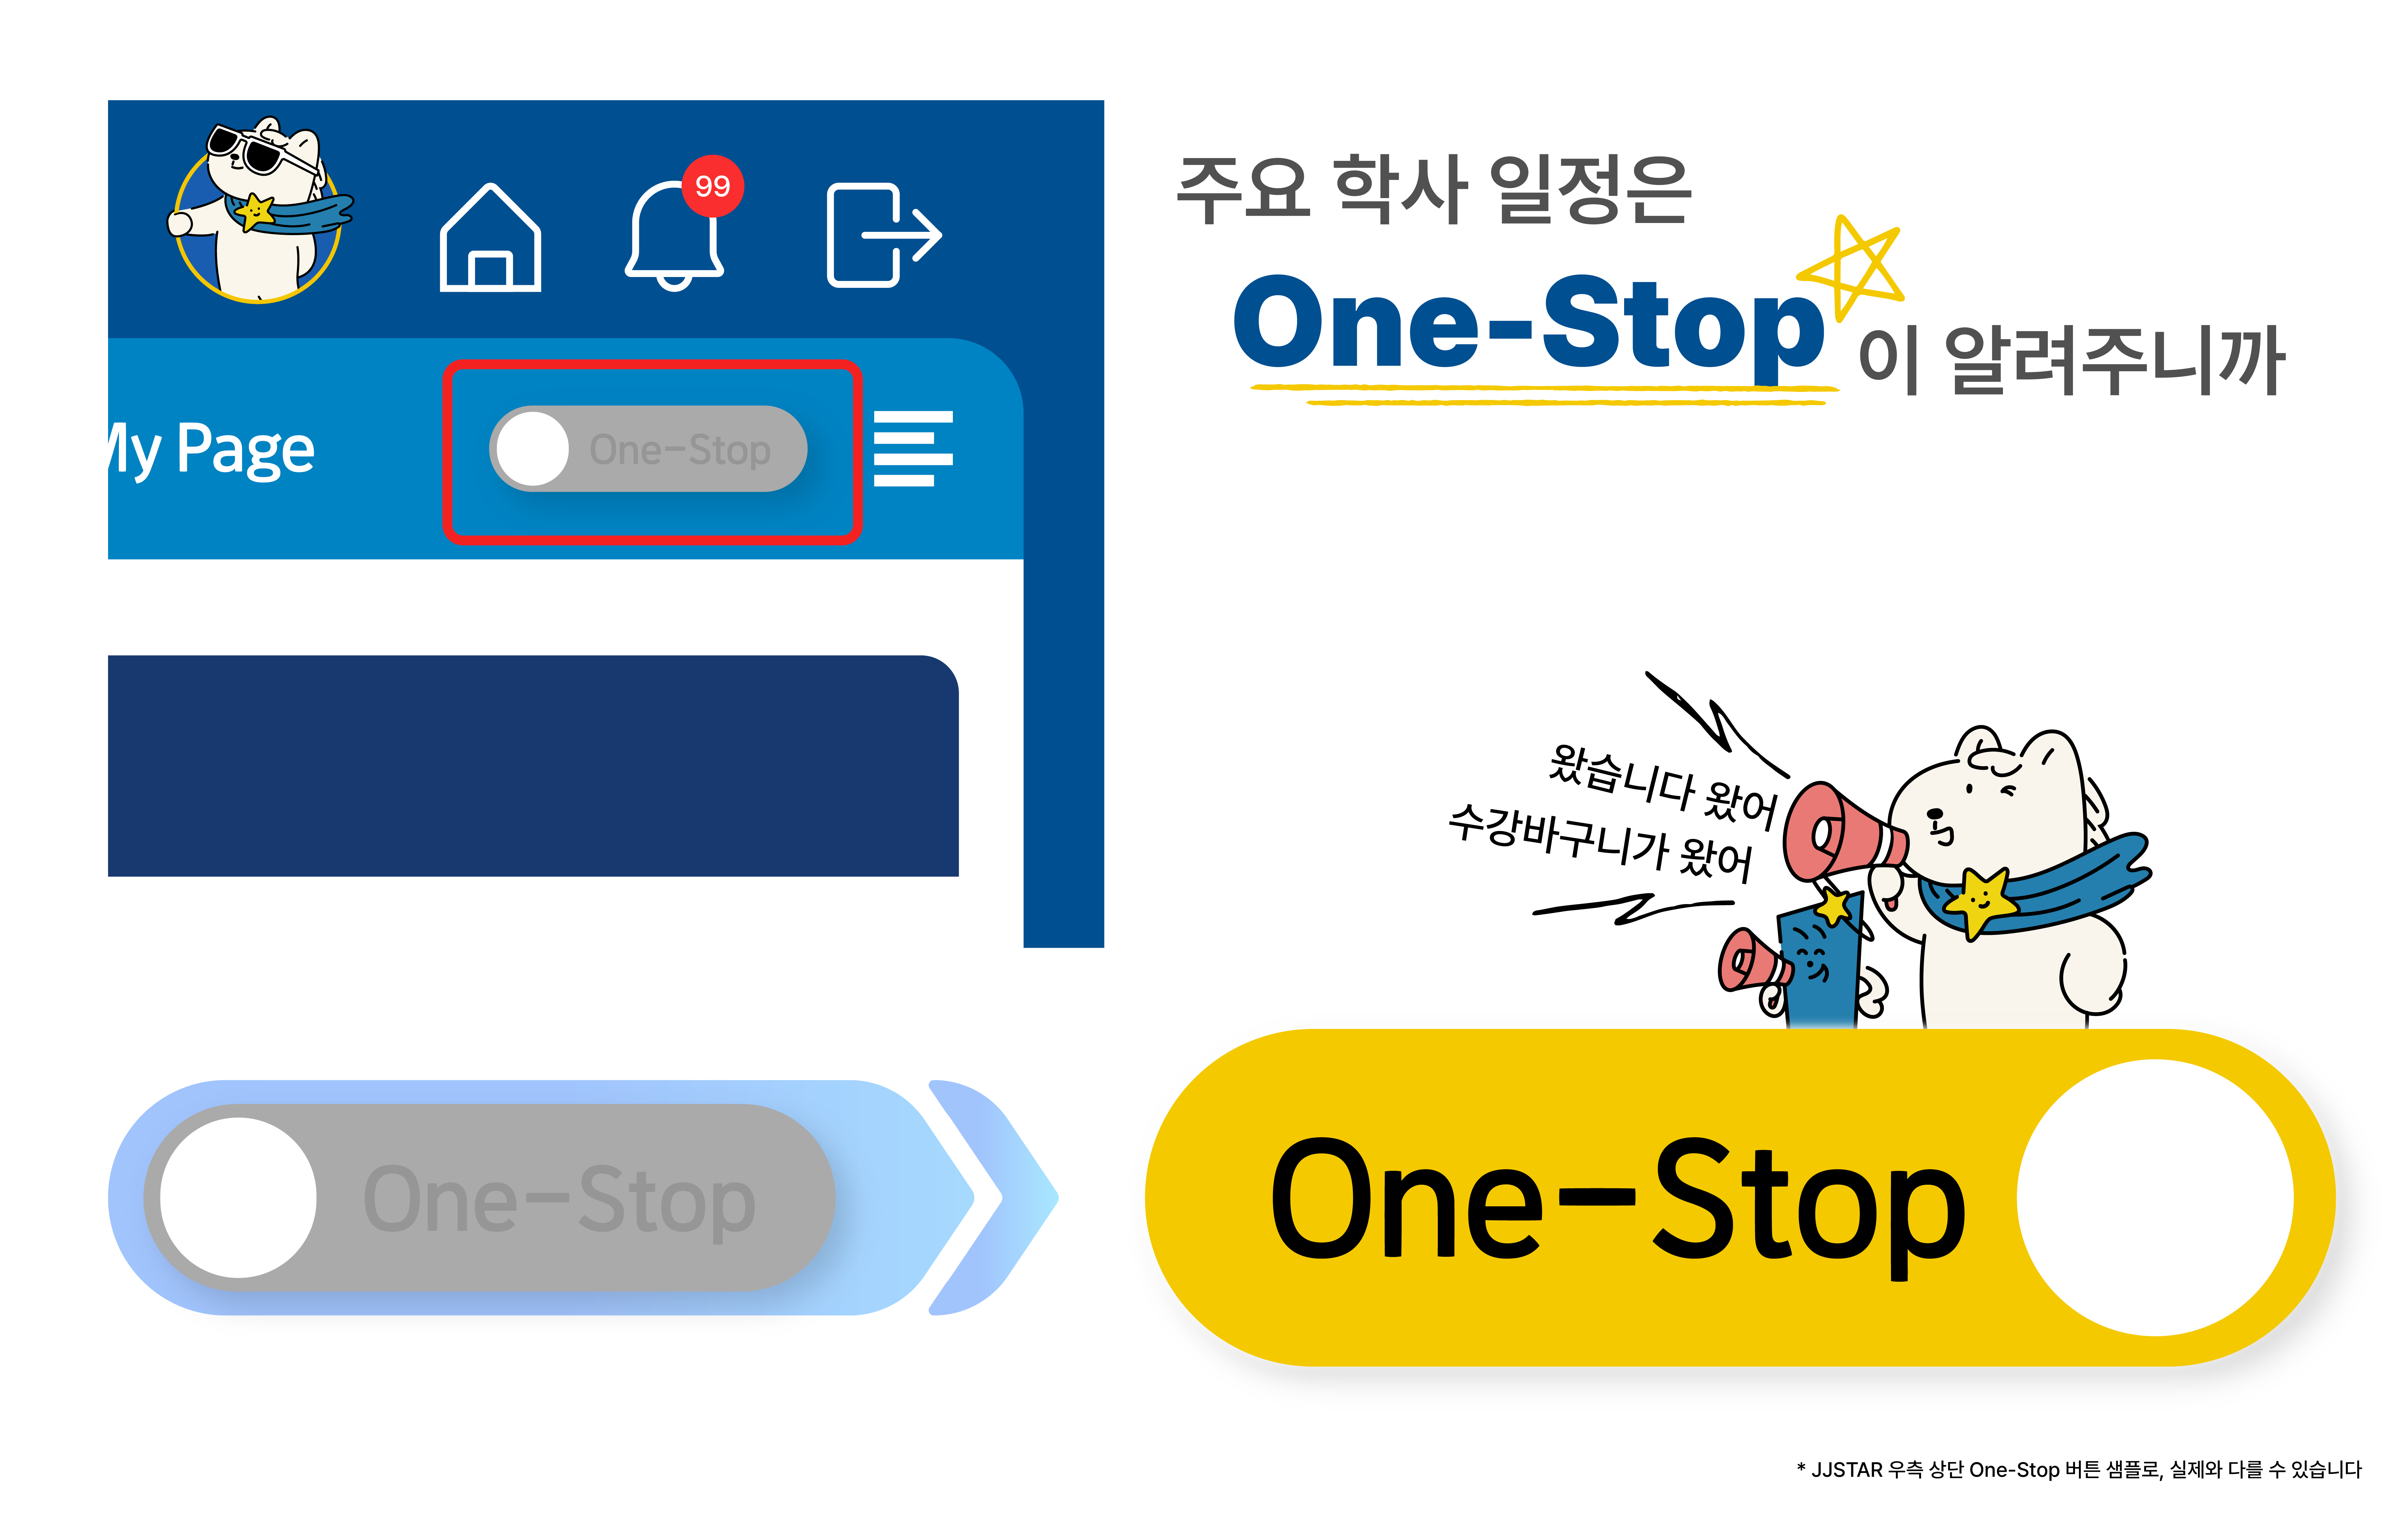 99
My Page
One-Stop
주요 학사 일정은
One-Stop이 알려주니까
왔습니다 왔어
수강바구니가 왔어
One-Stop
One-Stop
* JJSTAR 우측 상단 One-Stop 버튼 샘플로, 실제와 다를 수 있습니다